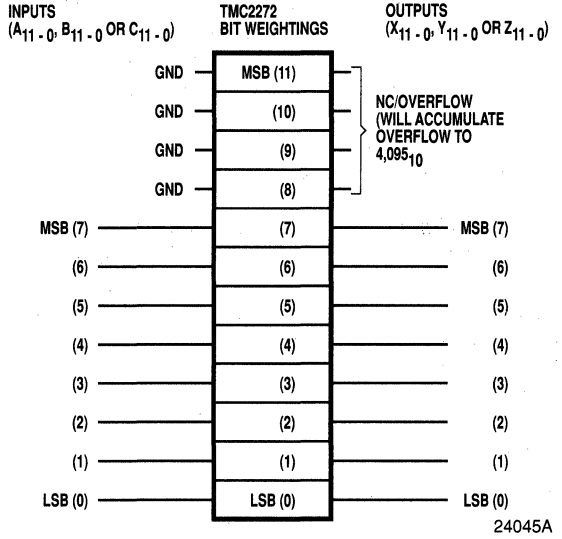 INPUTS
(A11 - 0, B11 - 0 OR C11 - 0)
TMC2272
BIT WEIGHTINGS
OUTPUTS
(X11 - 0, Y11 - 0 OR Z11 - 0)
GND MSB (11)
GND (10)
GND (9)
GND (8)
NC/OVERFLOW
(WILL ACCUMULATE
OVERFLOW TO
4,09510
MSB (7) (7) MSB (7)
(6) (6) (6)
(5) (5) (5)
(4) (4) (4)
(3) (3) (3)
(2) (2) (2)
(1) (1) (1)
LSB (0) LSB (0) LSB (0)
24045A